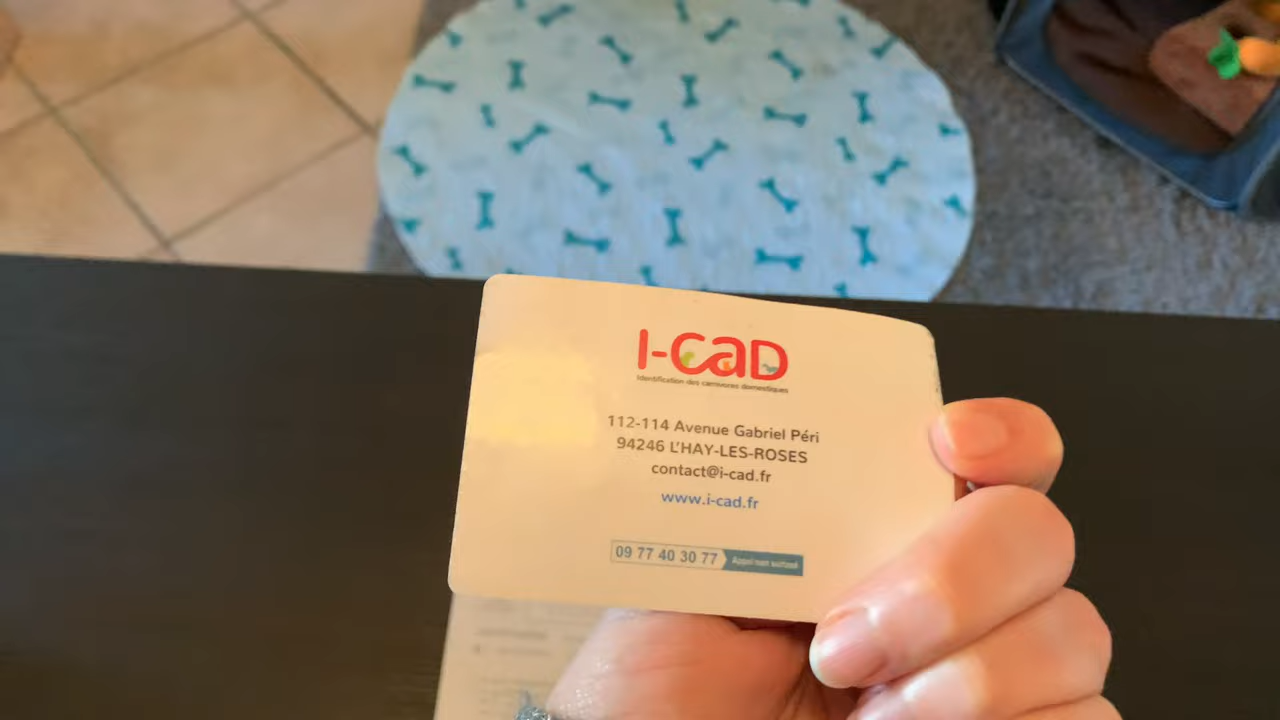 I-CAD
Identification des carnivores domestiques
112-114 Avenue Gabriel Péri
94246 L'HAY-LES-ROSES
contact@i-cad.fr
www.i-cad.fr
09 77 40 30 77 Appel non surtaxé